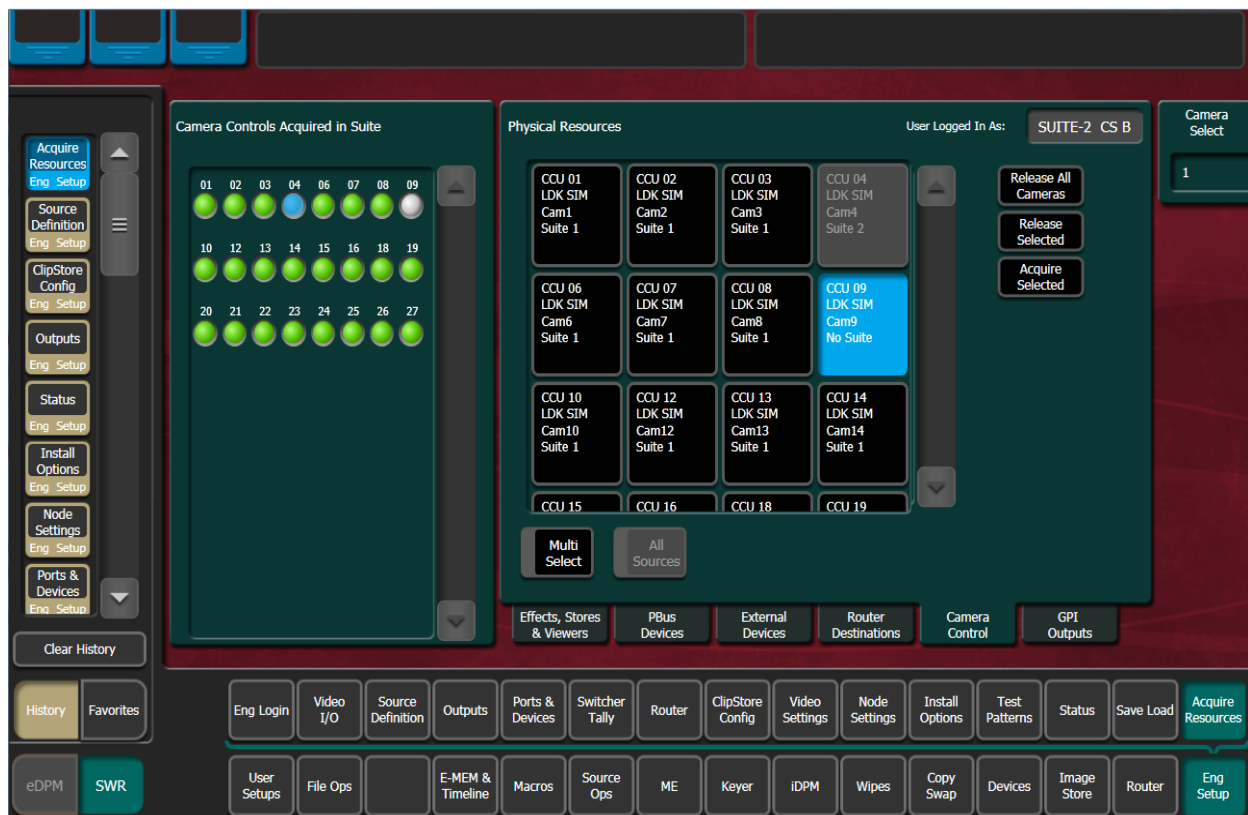 Acquire
Resources
Eng Setup
Source
Definition
Eng Setup
ClipStore
Config
Eng Setup
Outputs
Eng Setup
Status
Eng Setup
Install
Options
Eng Setup
Node
Settings
Eng Setup
Ports &
Devices
Eng Setup
Clear History
History Favorites
eDPM SWR
Camera Controls Acquired in Suite
01 02 03 04 06 07 08 09
10 12 13 14 15 16 18 19
20 21 22 23 24 25 26 27
Physical Resources
User Logged In As: SUITE-2 CS B
CCU 01
LDK SIM
Cam1
Suite 1
CCU 02
LDK SIM
Cam2
Suite 1
CCU 03
LDK SIM
Cam3
Suite 1
CCU 04
LDK SIM
Cam4
Suite 2
CCU 06
LDK SIM
Cam6
Suite 1
CCU 07
LDK SIM
Cam7
Suite 1
CCU 08
LDK SIM
Cam8
Suite 1
CCU 09
LDK SIM
Cam9
No Suite
CCU 10
LDK SIM
Cam10
Suite 1
CCU 12
LDK SIM
Cam12
Suite 1
CCU 13
LDK SIM
Cam13
Suite 1
CCU 14
LDK SIM
Cam14
Suite 1
CCU 15
CCU 16
CCU 18
CCU 19
Release All
Cameras
Release
Selected
Acquire
Selected
Multi
Select
All
Sources
Effects, Stores
& Viewers
PBus
Devices
External
Devices
Router
Destinations
Camera
Control
GPI
Outputs
Camera
Select
1
Eng Login
Video
I/O
Source
Definition
Outputs
Ports &
Devices
Switcher
Tally
Router
ClipStore
Config
Video
Settings
Node
Settings
Install
Options
Test
Patterns
Status
Save Load
Acquire
Resources
User
Setups
File Ops
E-MEM &
Timeline
Macros
Source
Ops
ME
Keyer
iDPM
Wipes
Copy
Swap
Devices
Image
Store
Router
Eng
Setup